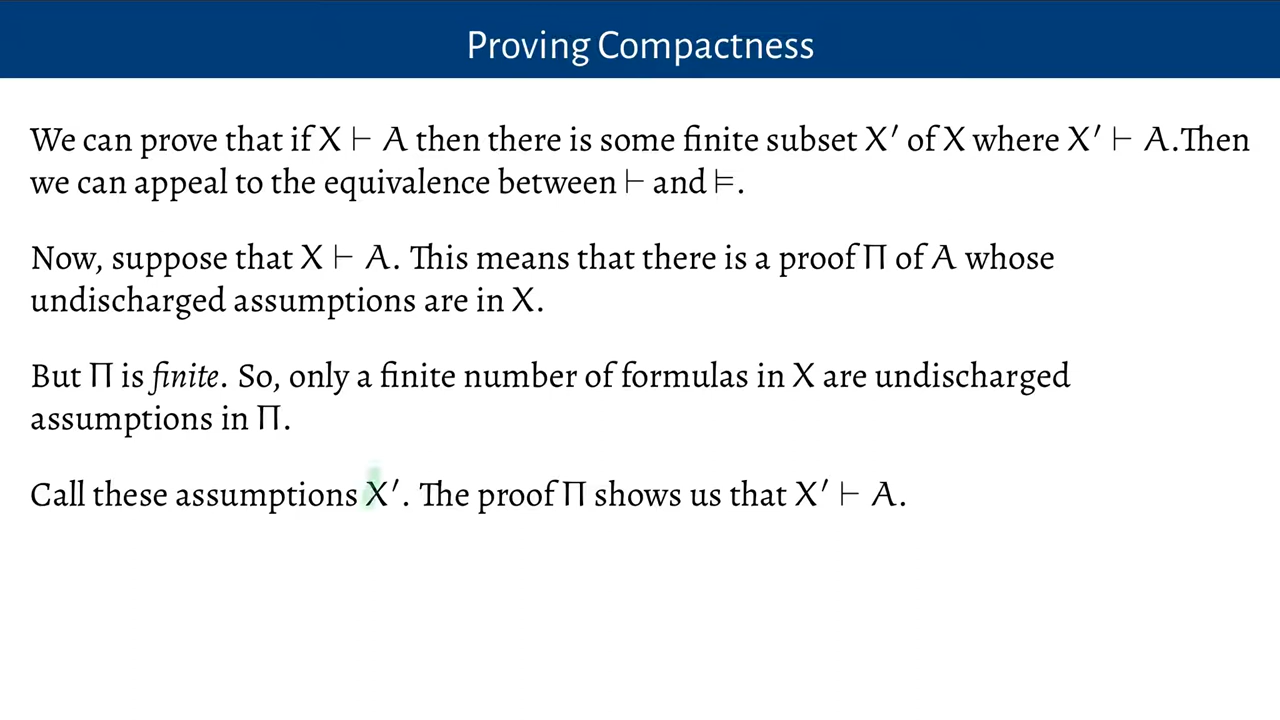 Proving Compactness
We can prove that if X ⊢ A then there is some finite subset X′ of X where X′ ⊢ A.Then
we can appeal to the equivalence between ⊢ and ⊨.
Now, suppose that X ⊢ A. This means that there is a proof Π of A whose
undischarged assumptions are in X.
But Π is finite. So, only a finite number of formulas in X are undischarged
assumptions in Π.
Call these assumptions X′. The proof Π shows us that X′ ⊢ A.